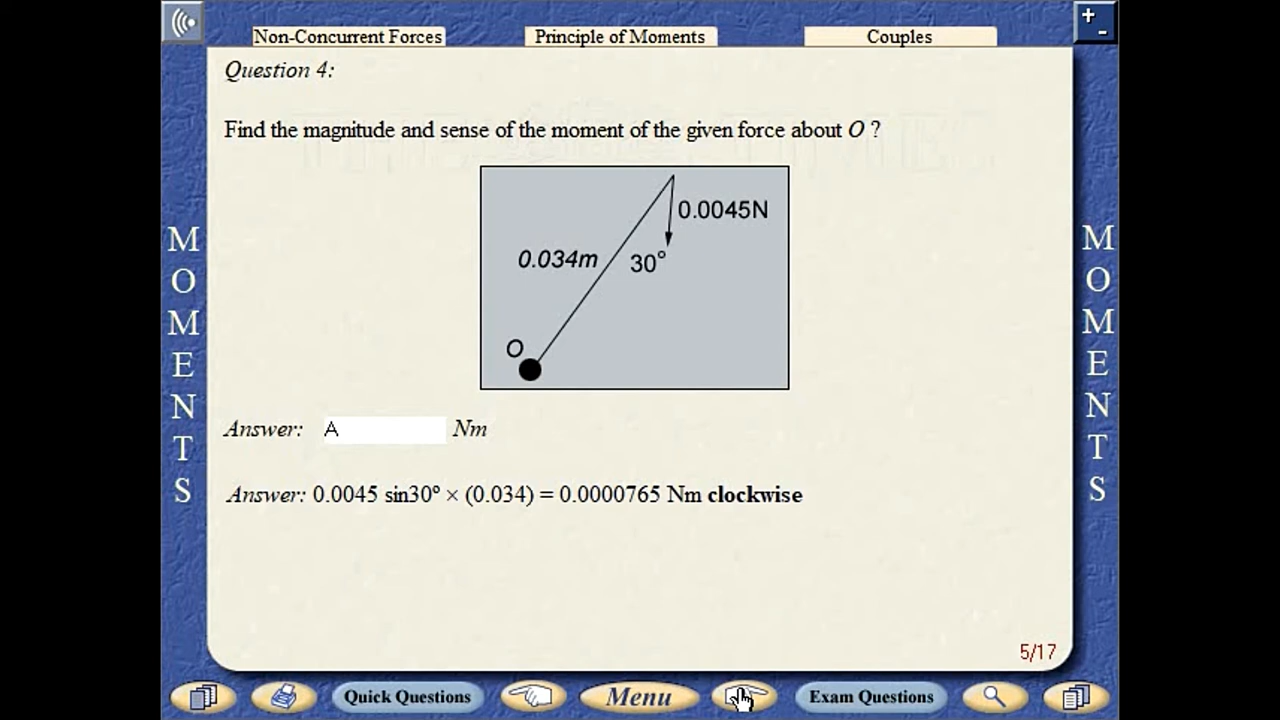 Non-Concurrent Forces
Principle of Moments
Couples
+
-
Question 4:
Find the magnitude and sense of the moment of the given force about O ?
0.0045N
0.034m
30°
O
Answer: A Nm
Answer: 0.0045 sin30° × (0.034) = 0.0000765 Nm clockwise
MOMENTS
MOMENTS
5/17
Quick Questions
Menu
Exam Questions